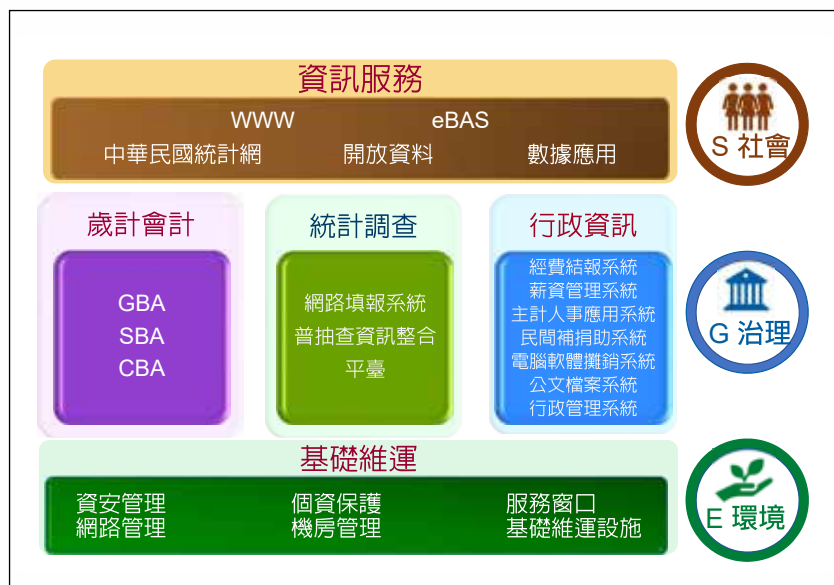 資訊服務
WWW eBAS
中華民國統計網 開放資料 數據應用
S 社會
歲計會計
GBA
SBA
CBA
統計調查
網路填報系統
普抽查資訊整合
平臺
行政資訊
經費結報系統
薪資管理系統
主計人事應用系統
民間補捐助系統
電腦軟體攤銷系統
公文檔案系統
行政管理系統
G 治理
基礎維運
資安管理 個資保護 服務窗口
網路管理 機房管理 基礎維運設施
E 環境